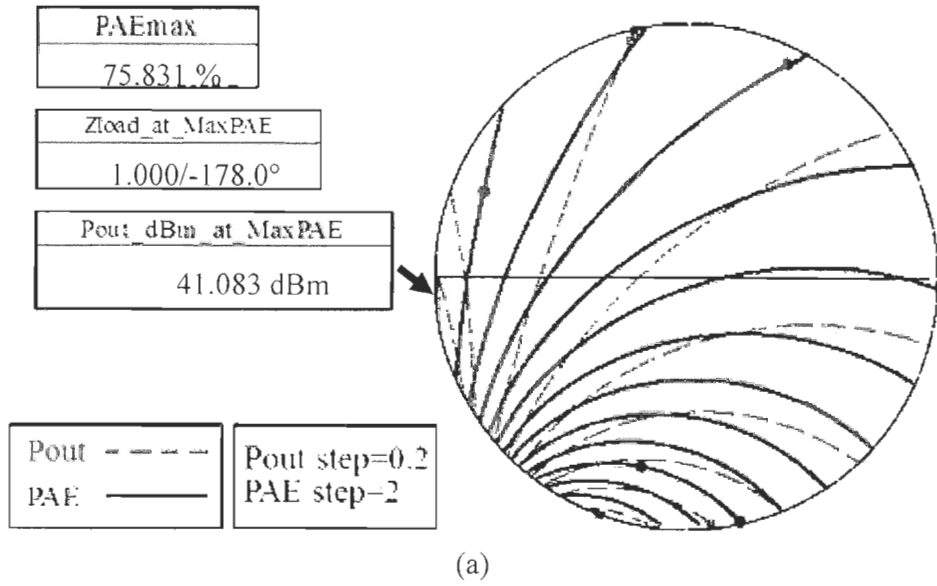 PAEmax
75.831.%
Zload_at_MaxPAE
1.000/-178.0°
Pout_dBm_at_MaxPAE
41.083 dBm
Pout
PAE
Pout step=0.2
PAE step=2
(a)